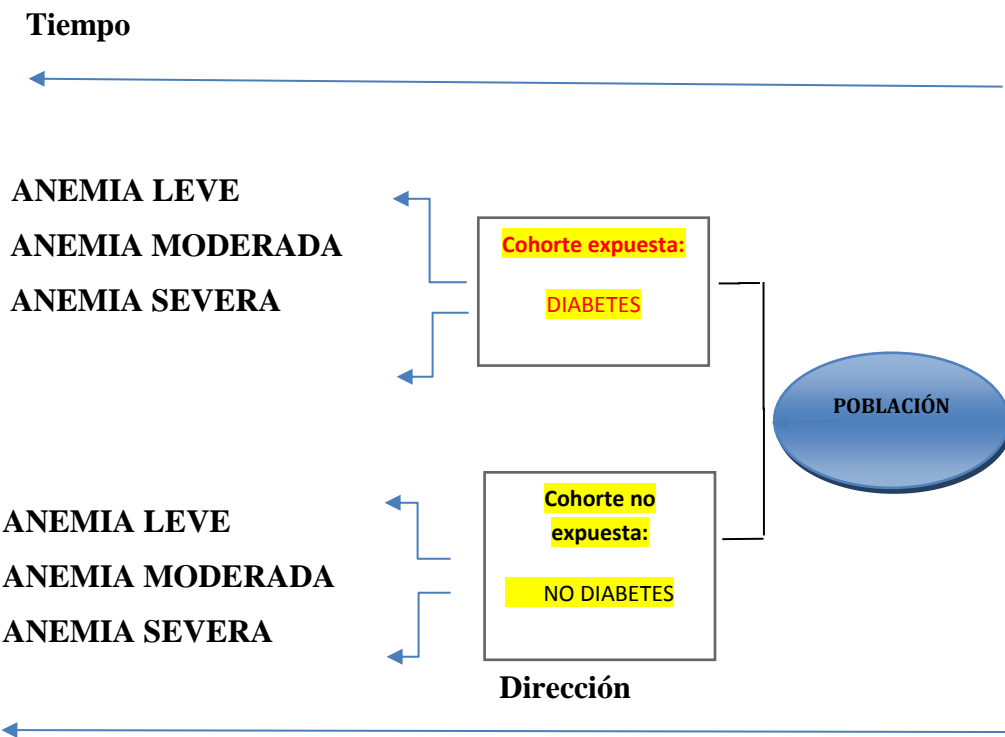 Tiempo
ANEMIA LEVE
ANEMIA MODERADA
ANEMIA SEVERA
Cohorte expuesta:
DIABETES
POBLACIÓN
ANEMIA LEVE
ANEMIA MODERADA
ANEMIA SEVERA
Cohorte no
expuesta:
NO DIABETES
Dirección